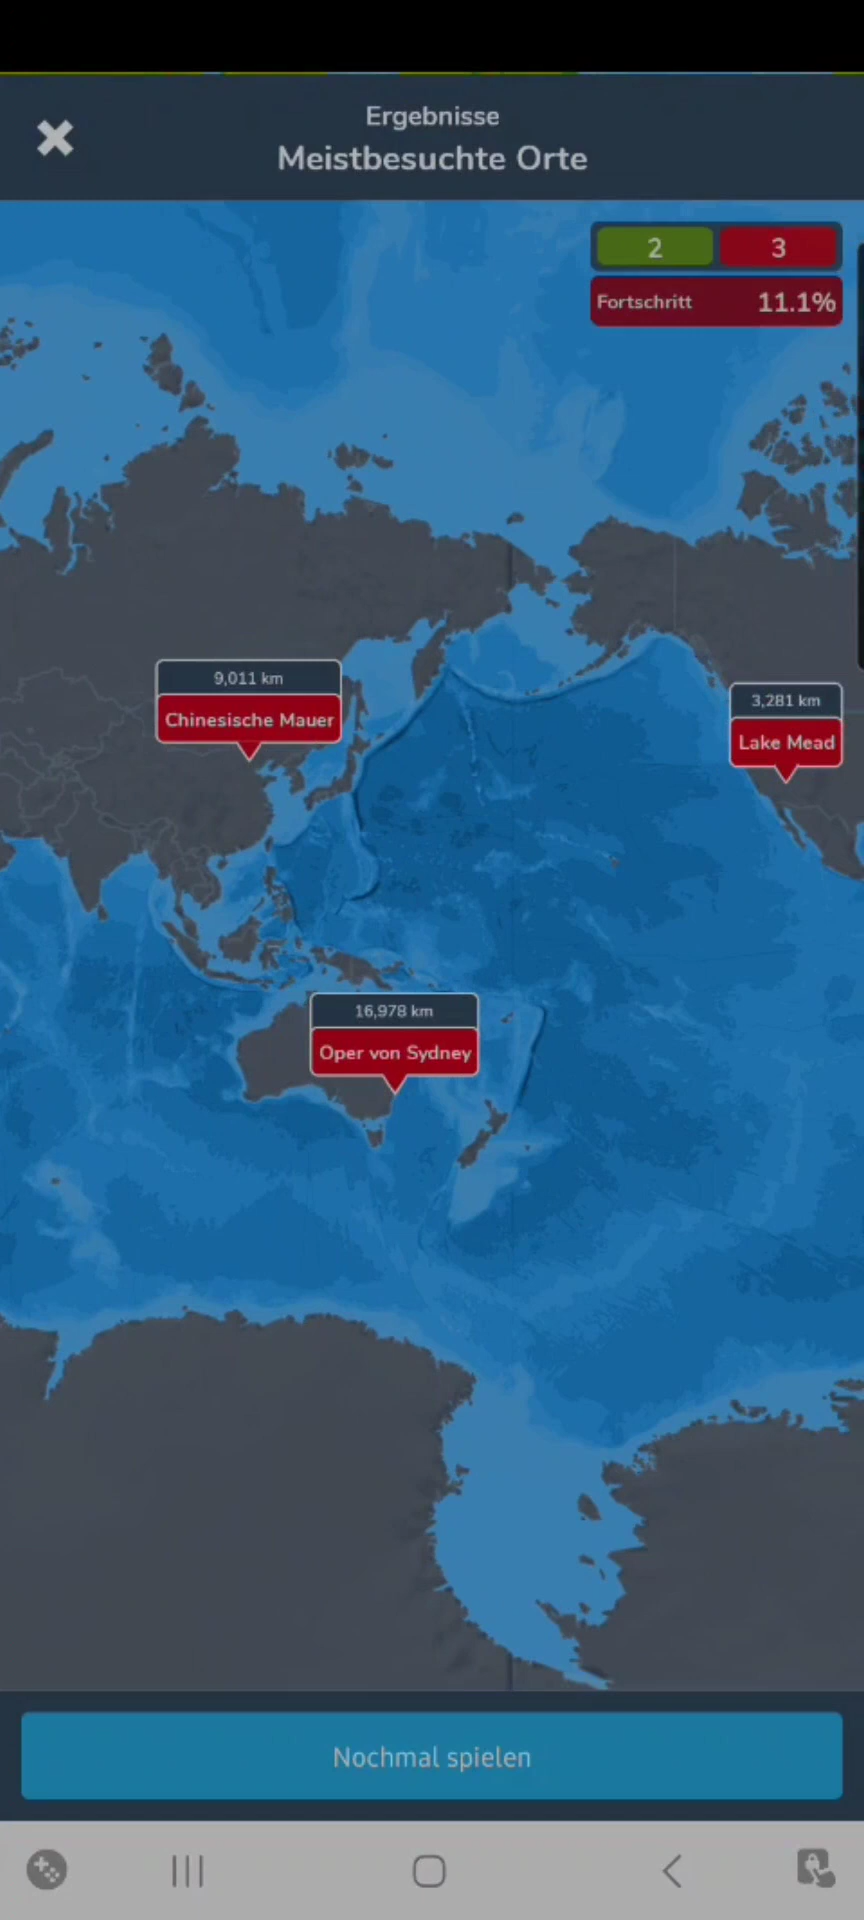 Ergebnisse
Meistbesuchte Orte
2 3
Fortschritt 11.1%
9,011 km
Chinesische Mauer
3,281 km
Lake Mead
16,978 km
Oper von Sydney
Nochmal spielen